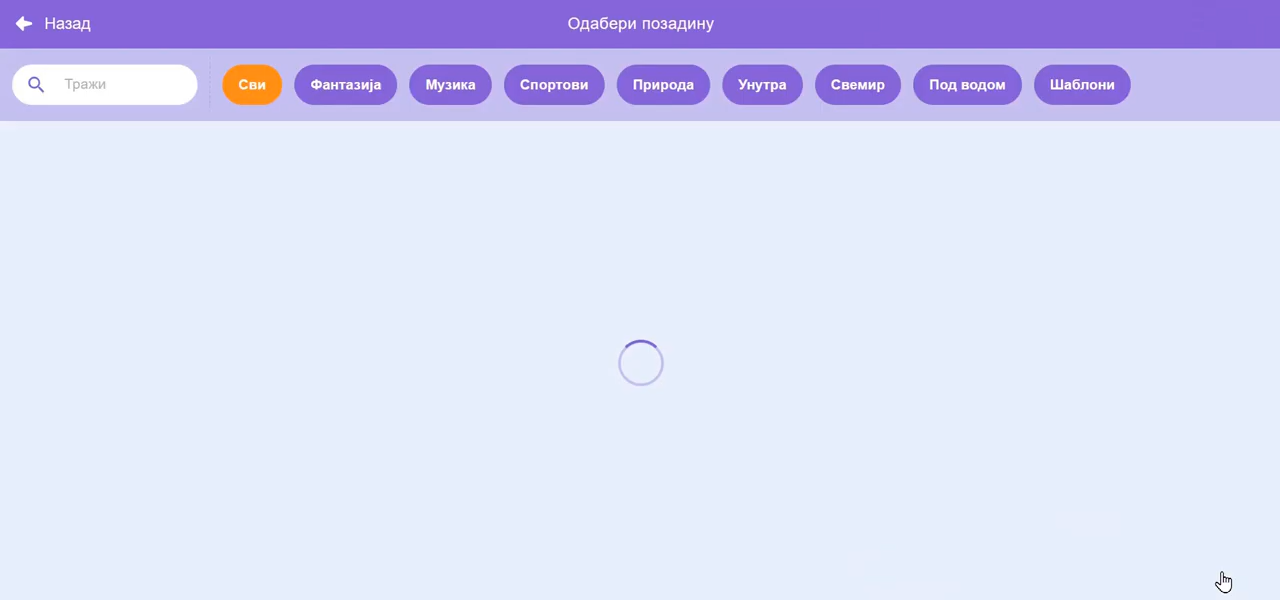 Назад
Одабери позадину
Тражи
Сви
Фантазија
Музика
Спортови
Природа
Унутра
Свемир
Под водом
Шаблони